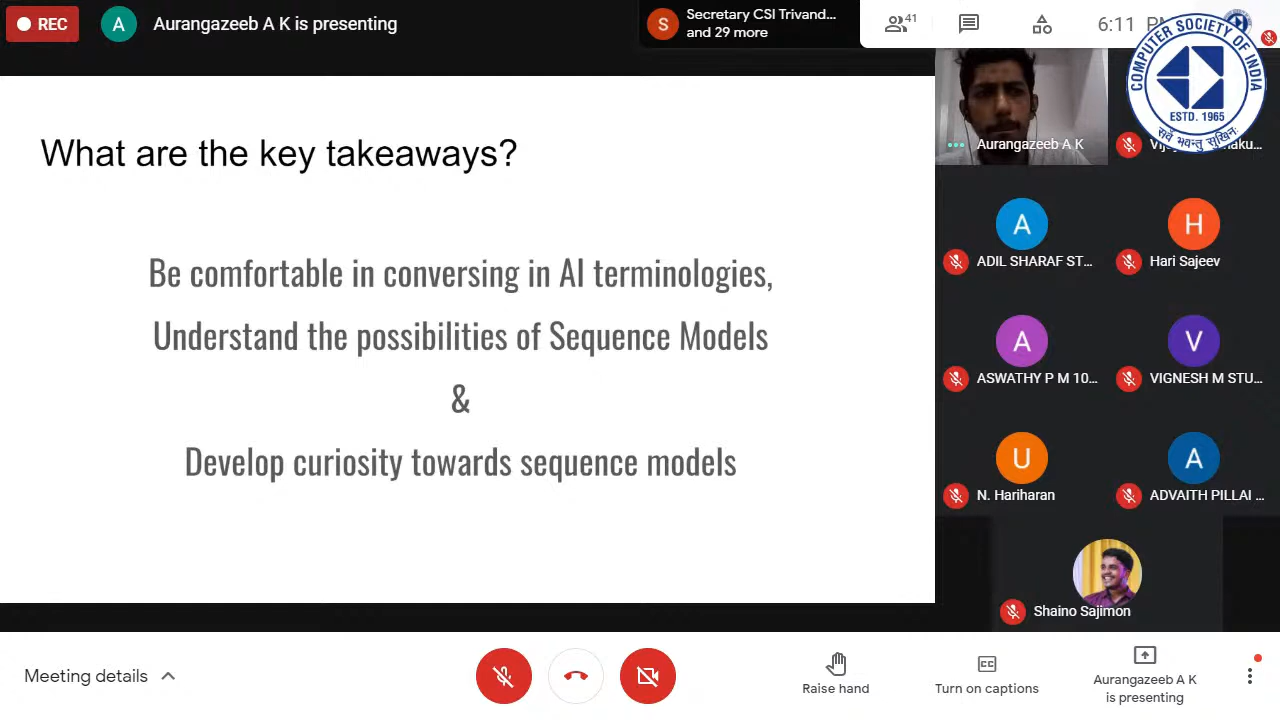 REC
A
Aurangazeeb A K is presenting
S
Secretary CSI Trivand...
and 29 more
41
6:11
COMPUTER SOCIETY OF INDIA
ESTD. 1965
सर्वे भवन्तु सुखिनः
What are the key takeaways?
Be comfortable in conversing in AI terminologies,
Understand the possibilities of Sequence Models
&
Develop curiosity towards sequence models
Aurangazeeb A K
A
ADIL SHARAF ST...
H
Hari Sajeev
A
ASWATHY P M 10...
V
VIGNESH M STU...
U
N. Hariharan
A
ADVAITH PILLAI ...
Shaino Sajimon
Meeting details
Raise hand
CC
Turn on captions
Aurangazeeb A K
is presenting